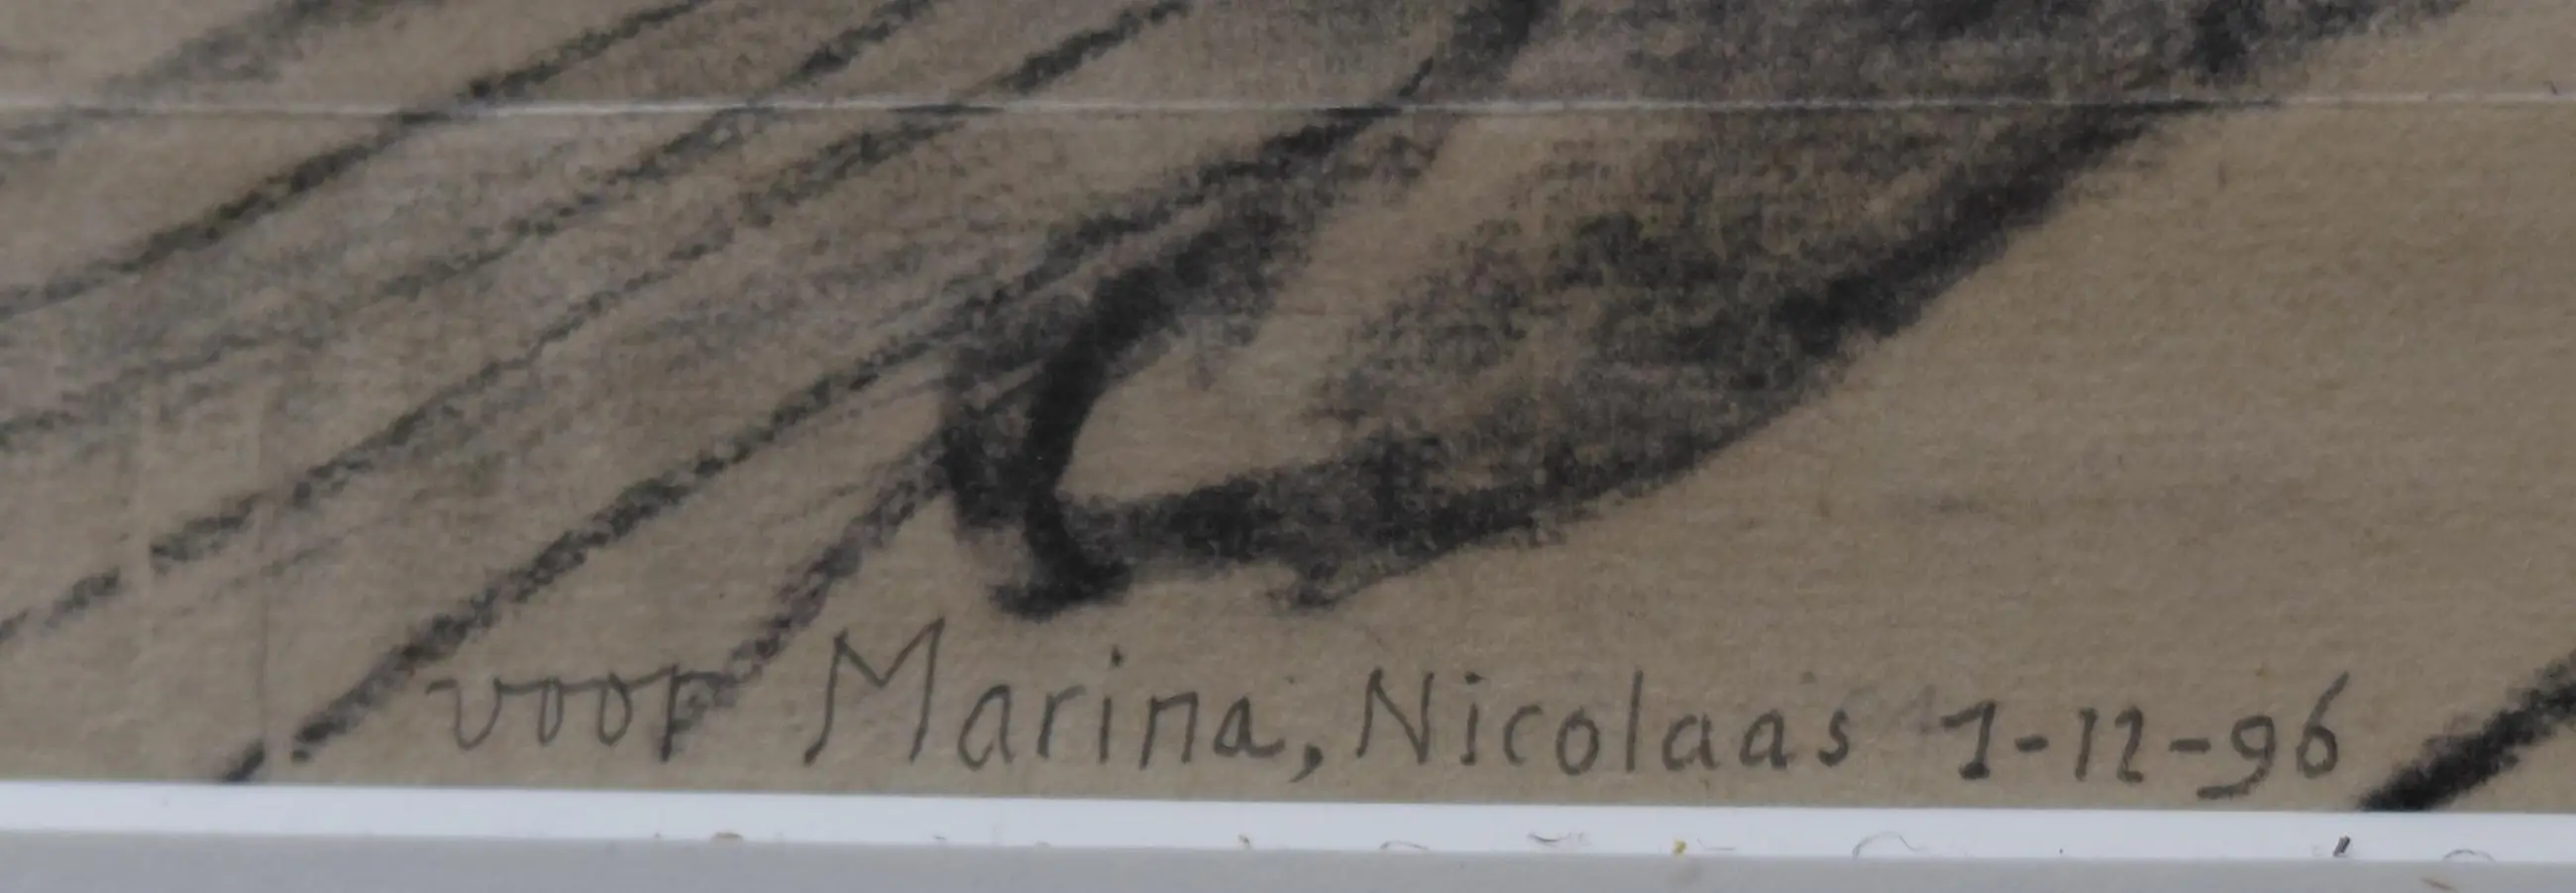 voor Marina, Nicolaas 1-12-96